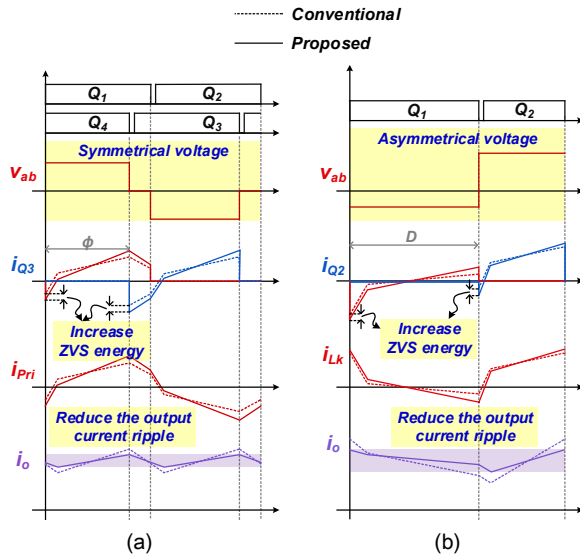 Conventional
Proposed
Q1 Q2
Q4 Q3
Symmetrical voltage
vab
ϕ
iQ3
Increase
ZVS energy
iPri
Reduce the output
current ripple
io
(a)
Q1 Q2
Asymmetrical voltage
vab
D
iQ2
Increase
ZVS energy
iLk
Reduce the output
current ripple
io
(b)